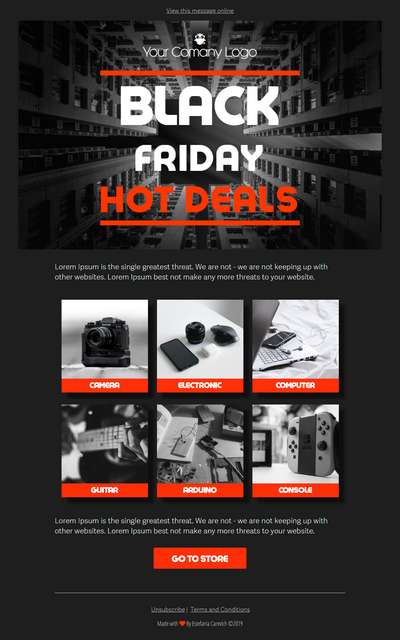 View this message online
Your Comany Logo
BLACK
FRIDAY
HOT DEALS
Lorem Ipsum is the single greatest threat. We are not - we are not keeping up with
other websites. Lorem Ipsum best not make any more threats to your website.
CAMERA
ELECTRONIC
COMPUTER
GUITAR
ARDUINO
CONSOLE
Lorem Ipsum is the single greatest threat. We are not - we are not keeping up with
other websites. Lorem Ipsum best not make any more threats to your website.
GO TO STORE
Unsubscribe | Terms and Conditions
Made with ❤ By Estefanía Carevich ©2019